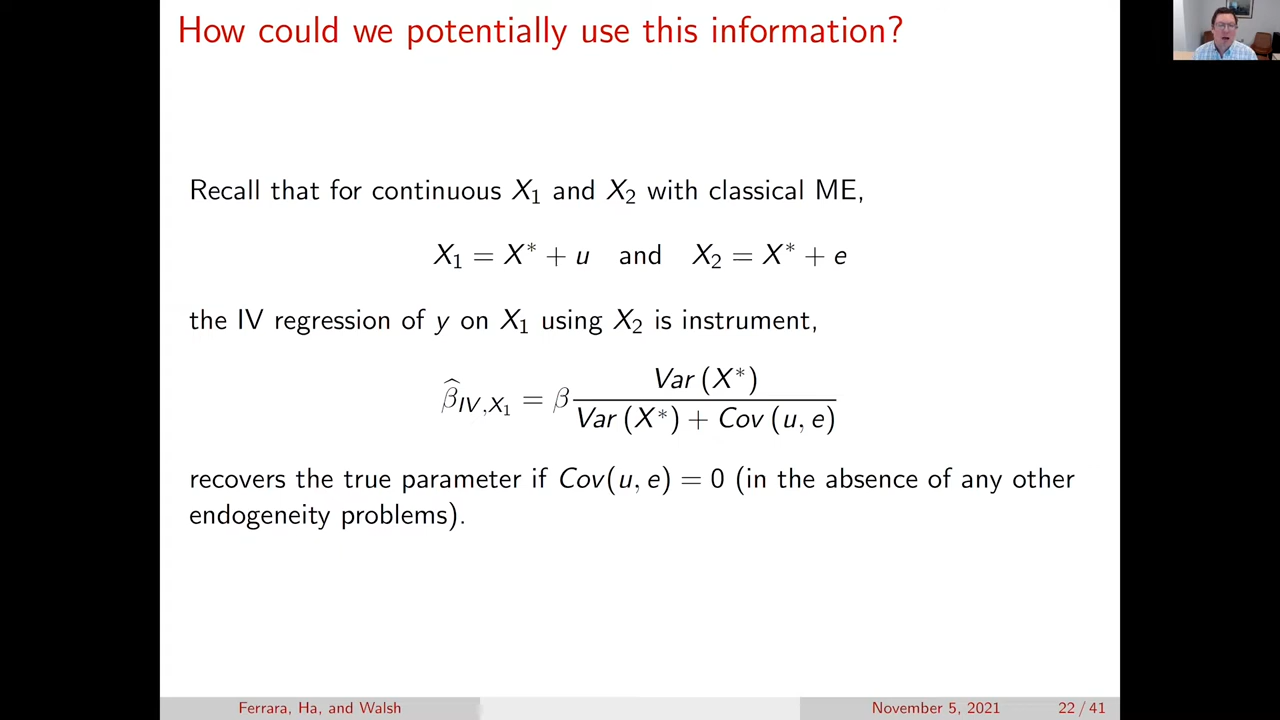 How could we potentially use this information?
Recall that for continuous X₁ and X₂ with classical ME,
X₁ = X* + u and X₂ = X* + e
the IV regression of y on X₁ using X₂ is instrument,
β̂_{IV,X₁} = β Var (X*) / Var (X*) + Cov (u, e)
recovers the true parameter if Cov(u, e) = 0 (in the absence of any other
endogeneity problems).
Ferrara, Ha, and Walsh November 5, 2021 22 / 41